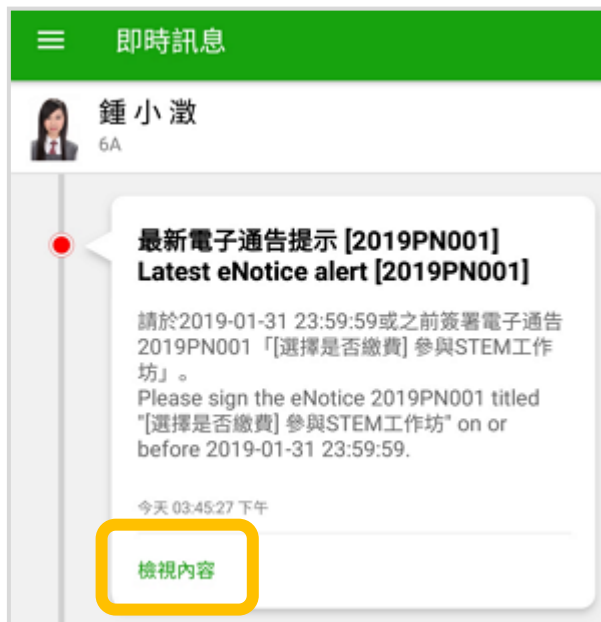 即時訊息
鍾小澂
6A
最新電子通告提示 [2019PN001]
Latest eNotice alert [2019PN001]
請於2019-01-31 23:59:59或之前簽署電子通告
2019PN001「[選擇是否繳費] 參與STEM工作
坊」。
Please sign the eNotice 2019PN001 titled
"[選擇是否繳費] 參與STEM工作坊" on or
before 2019-01-31 23:59:59.
今天 03:45:27 下午
檢視內容